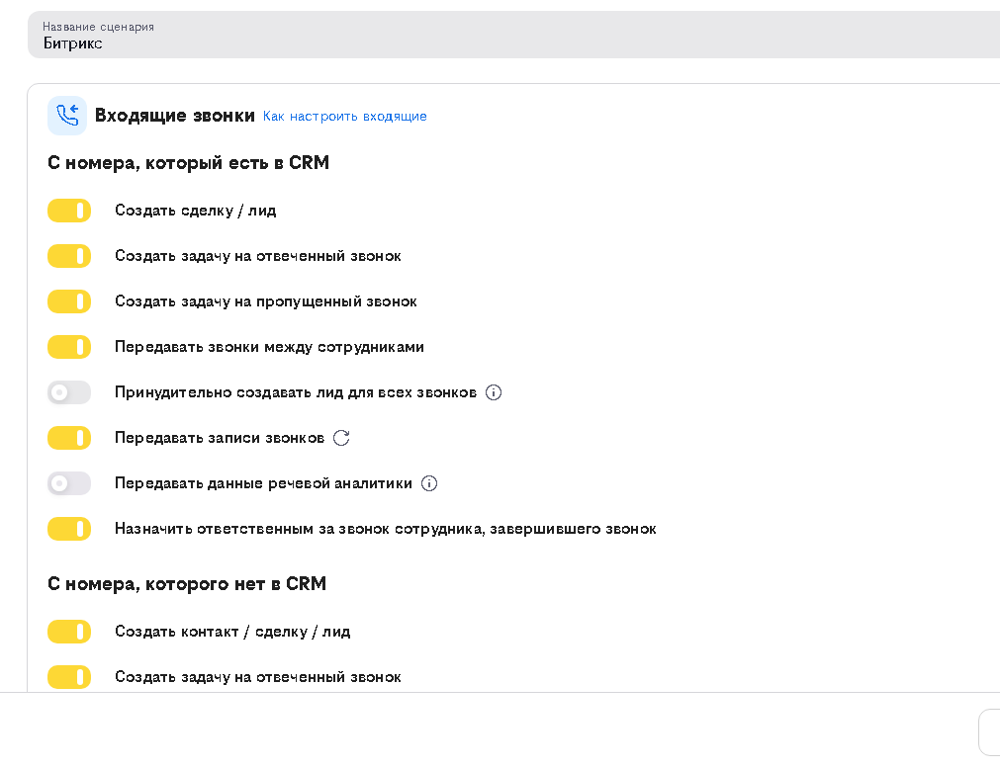 Название сценария
Битрикс
Входящие звонки Как настроить входящие
С номера, который есть в CRM
Создать сделку / лид
Создать задачу на отвеченный звонок
Создать задачу на пропущенный звонок
Передавать звонки между сотрудниками
Принудительно создавать лид для всех звонков
Передавать записи звонков
Передавать данные речевой аналитики
Назначить ответственным за звонок сотрудника, завершившего звонок
С номера, которого нет в CRM
Создать контакт / сделку / лид
Создать задачу на отвеченный звонок